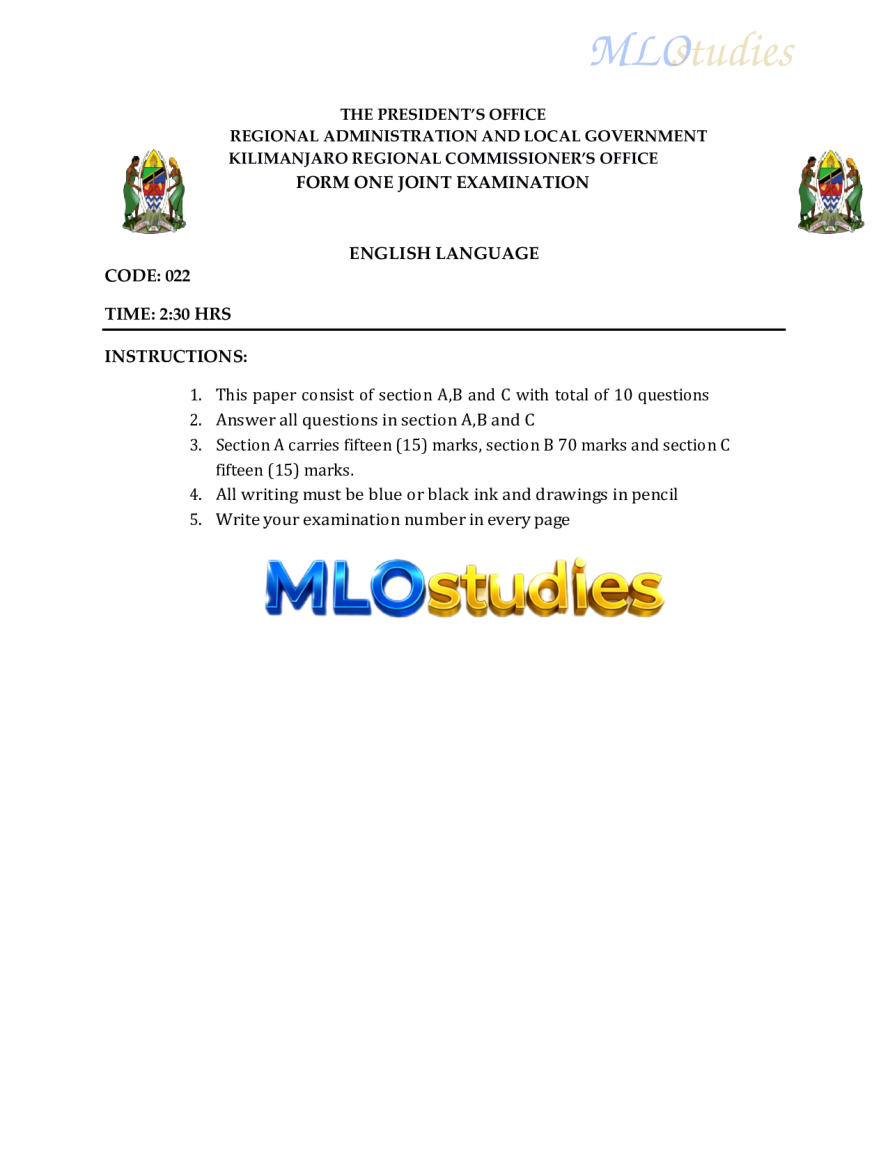 MLOstudies
THE PRESIDENT’S OFFICE
REGIONAL ADMINISTRATION AND LOCAL GOVERNMENT
KILIMANJARO REGIONAL COMMISSIONER’S OFFICE
FORM ONE JOINT EXAMINATION
ENGLISH LANGUAGE
CODE: 022
TIME: 2:30 HRS
INSTRUCTIONS:
1. This paper consist of section A,B and C with total of 10 questions
2. Answer all questions in section A,B and C
3. Section A carries fifteen (15) marks, section B 70 marks and section C
fifteen (15) marks.
4. All writing must be blue or black ink and drawings in pencil
5. Write your examination number in every page
MLOstudies